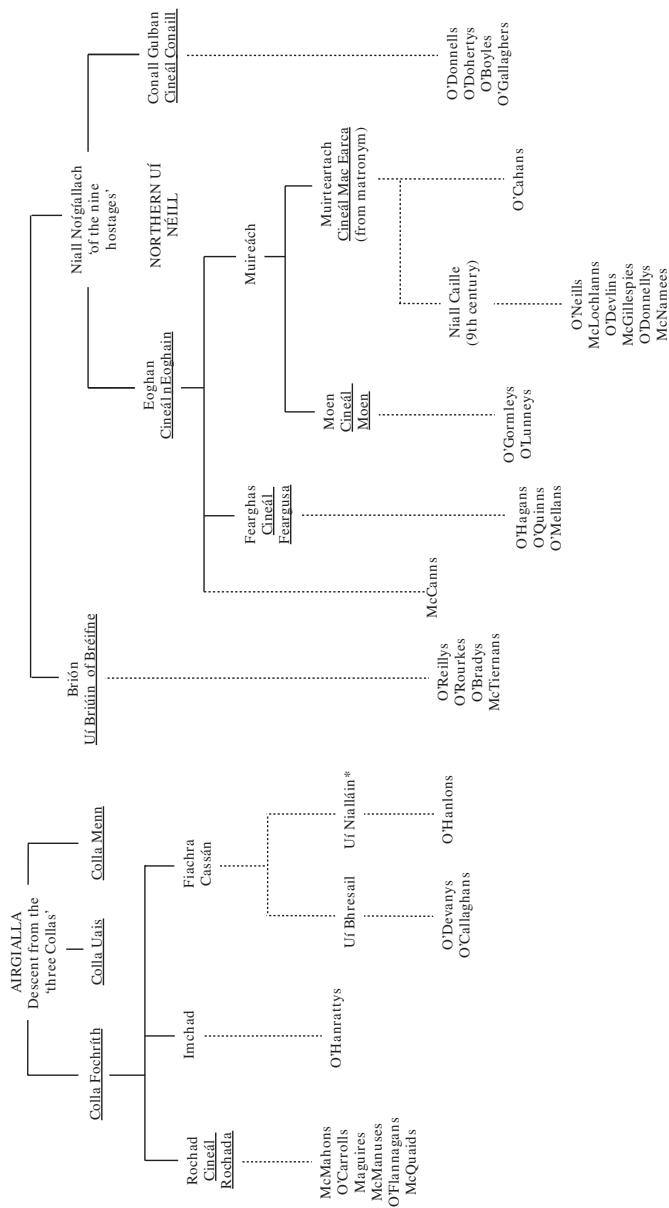 AIRGIALLA
Descent from the
'three Collas'
Colla Fochríth
Colla Uais
Colla Menn
Rochad
Cineál
Rochada
Imchad
Fiachra
Cassán
McMahons
O'Carrolls
Maguires
McManuses
O'Flannagans
McQuaids
O'Hanrattys
Uí Bhresail
Uí Nialláin*
O'Devanys
O'Callaghans
O'Hanlons
Brión
Uí Briúin of Bréifne
Niall Noígíallach
'of the nine
hostages'
NORTHERN UÍ
NÉILL
Eoghan
Cineál nEoghain
Conall Gulban
Cineál Conaill
O'Reillys
O'Rourkes
O'Bradys
McTiernans
McCanns
Fearghas
Cineál
Feargusa
Muireách
O'Hagans
O'Quinns
O'Mellans
Moen
Cineál
Moen
Muirteartach
Cineál Mac Earca
(from matronym)
O'Gormleys
O'Lunneys
Niall Caille
(9th century)
O'Cahans
O'Neills
McLochlanns
O'Devlins
McGillespies
O'Donnellys
McNamees
O'Donnells
O'Dohertys
O'Boyles
O'Gallaghers